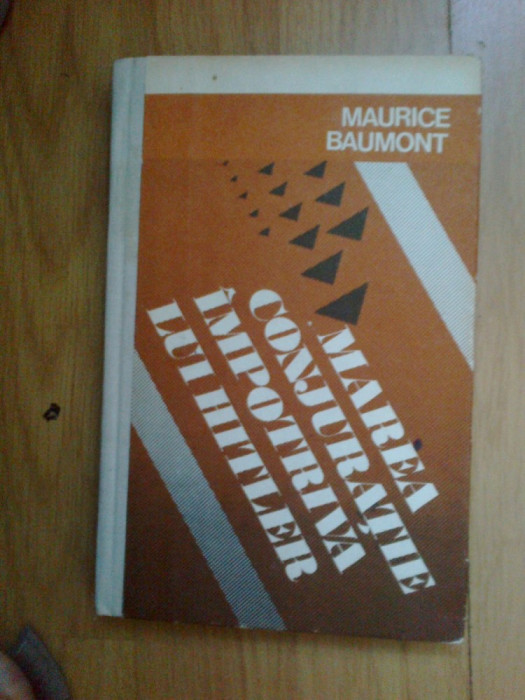 MAURICE
BAUMONT
MAREA
CONJURAȚIE
ÎMPOTRIVA
LUI HITLER